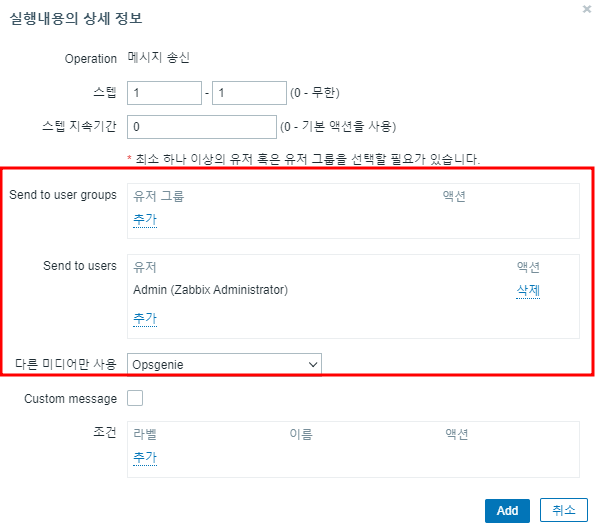 실행내용의 상세 정보
Operation 메시지 송신
스텝 1 - 1 (0 - 무한)
스텝 지속기간 0 (0 - 기본 액션을 사용)
* 최소 하나 이상의 유저 혹은 유저 그룹을 선택할 필요가 있습니다.
Send to user groups 유저 그룹 액션
추가
Send to users 유저 액션
Admin (Zabbix Administrator) 삭제
추가
다른 미디어만 사용 Opsgenie
Custom message
조건 라벨 이름 액션
추가
Add 취소